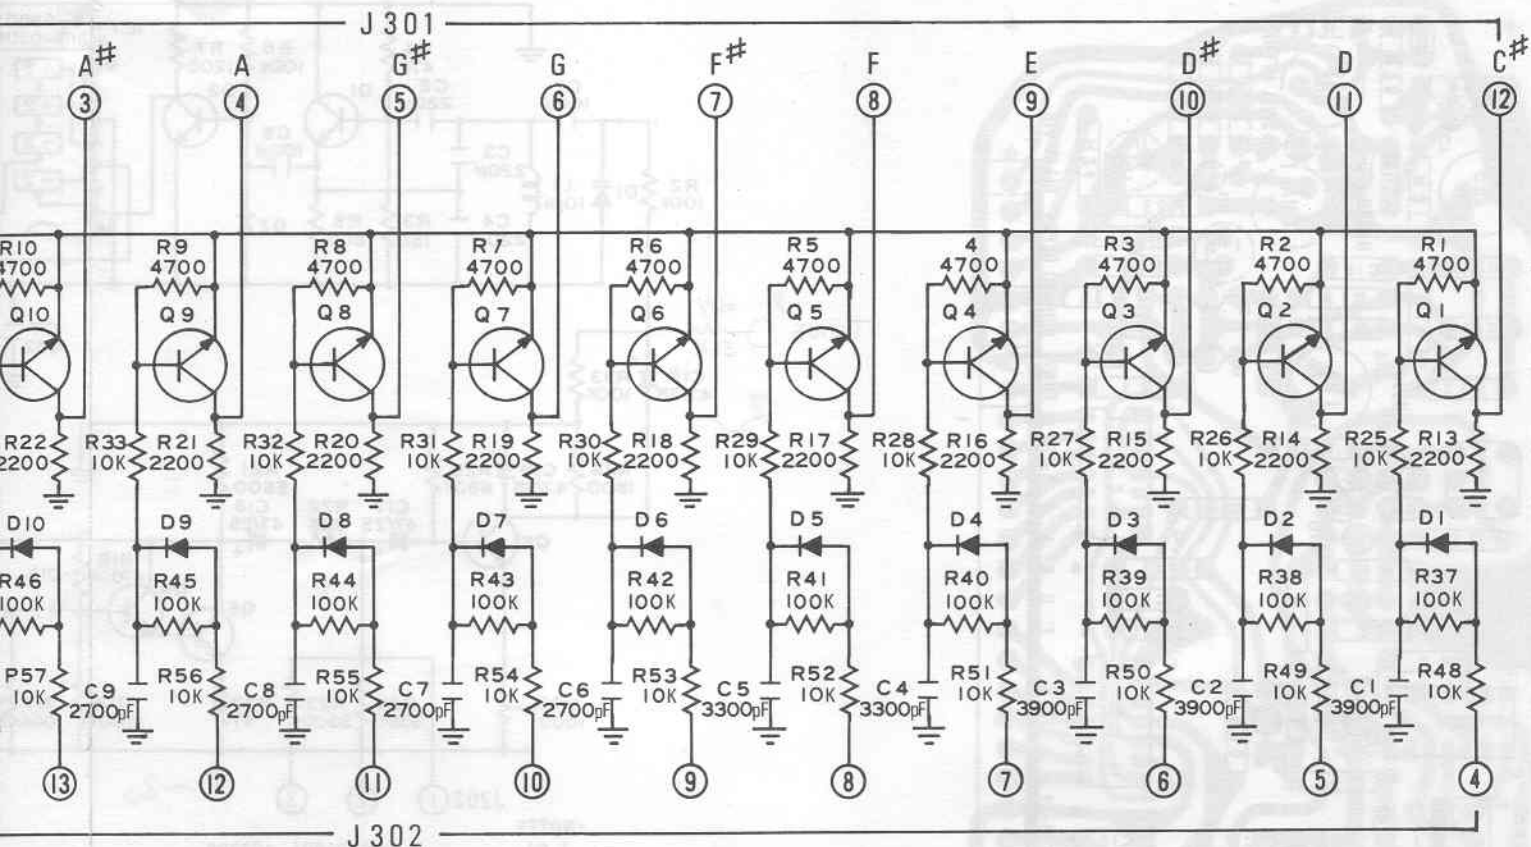 J301
A# A G# G F# F E D# D C#
3 4 5 6 7 8 9 10 11 12
R10 R9 R8 R7 R6 R5 4 R3 R2 R1
4700 4700 4700 4700 4700 4700 4700 4700 4700 4700
Q10 Q9 Q8 Q7 Q6 Q5 Q4 Q3 Q2 Q1
R22 R33 R21 R32 R20 R31 R19 R30 R18 R29 R17 R28 R16 R27 R15 R26 R14 R25 R13
2200 10K 2200 10K 2200 10K 2200 10K 2200 10K 2200 10K 2200 10K 2200 10K 2200 10K 2200
D10 D9 D8 D7 D6 D5 D4 D3 D2 D1
R46 R45 R44 R43 R42 R41 R40 R39 R38 R37
100K 100K 100K 100K 100K 100K 100K 100K 100K 100K
P57 R56 R55 R54 R53 R52 R51 R50 R49 R48
10K C9 10K C8 10K C7 10K C6 10K C5 10K C4 10K C3 10K C2 10K C1 10K
2700pF 2700pF 2700pF 2700pF 3300pF 3300pF 3900pF 3900pF 3900pF
13 12 11 10 9 8 7 6 5 4
J302